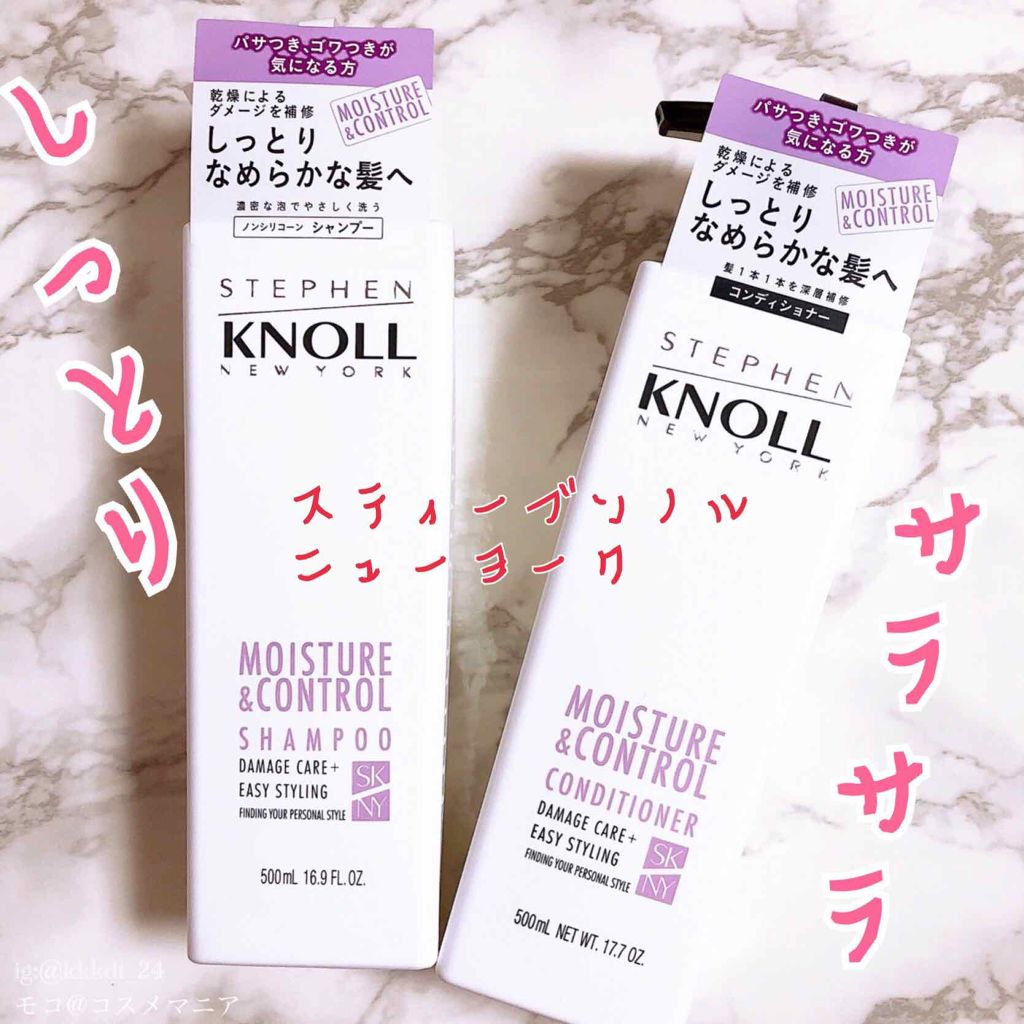 しっとり
パサつき、ゴワつきが
気になる方
乾燥による
ダメージを補修
MOISTURE
&CONTROL
しっとり
なめらかな髪へ
濃密な泡でやさしく洗う
ノンシリコーン シャンプー
STEPHEN
KNOLL
NEW YORK
MOISTURE
&CONTROL
SHAMPOO
DAMAGE CARE+
EASY STYLING
FINDING YOUR PERSONAL STYLE
SK
NY
500mL 16.9 FL.OZ.
パサつき、ゴワつきが
気になる方
乾燥による
ダメージを補修
MOISTURE
&CONTROL
しっとり
なめらかな髪へ
髪1本1本を深層補修
コンディショナー
STEPHEN
KNOLL
NEW YORK
MOISTURE
&CONTROL
CONDITIONER
DAMAGE CARE+
EASY STYLING
FINDING YOUR PERSONAL STYLE
SK
NY
500mL NET WT. 17.7 OZ.
スティーブンノル
ニューヨーク
サラサラ
ig:@kkkdt_24
モコ@コスメマニア